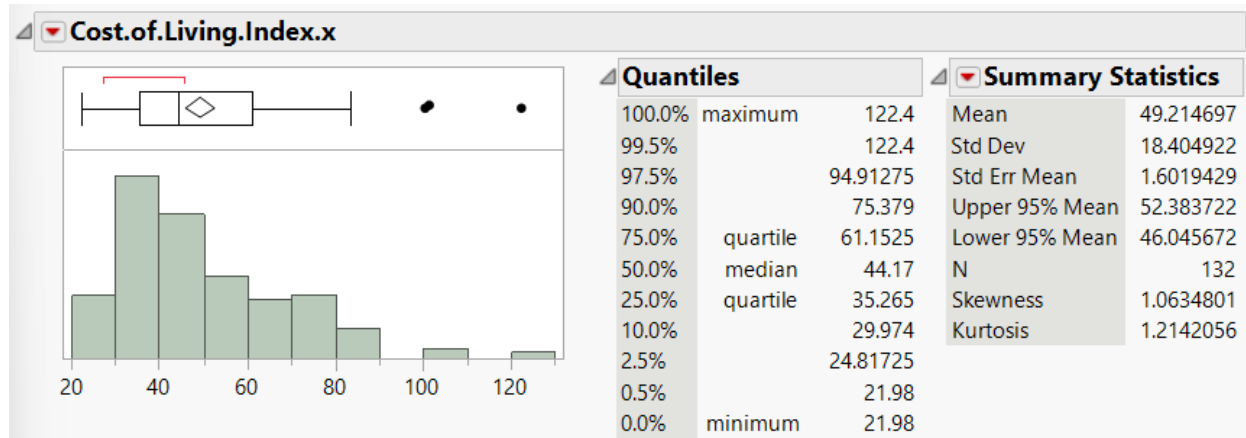 Cost.of.Living.Index.x
20 40 60 80 100 120
Quantiles
100.0% maximum 122.4
99.5% 122.4
97.5% 94.91275
90.0% 75.379
75.0% quartile 61.1525
50.0% median 44.17
25.0% quartile 35.265
10.0% 29.974
2.5% 24.81725
0.5% 21.98
0.0% minimum 21.98
Summary Statistics
Mean 49.214697
Std Dev 18.404922
Std Err Mean 1.6019429
Upper 95% Mean 52.383722
Lower 95% Mean 46.045672
N 132
Skewness 1.0634801
Kurtosis 1.2142056